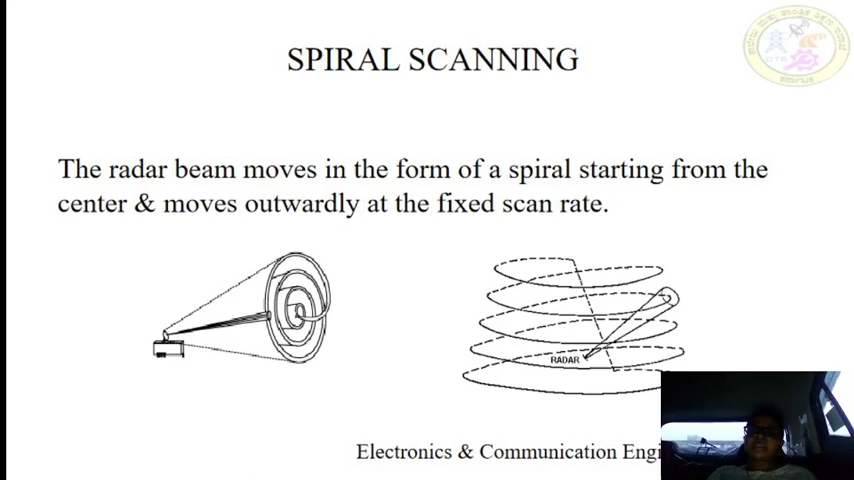 SPIRAL SCANNING
The radar beam moves in the form of a spiral starting from the
center & moves outwardly at the fixed scan rate.
RADAR
Electronics & Communication Engi